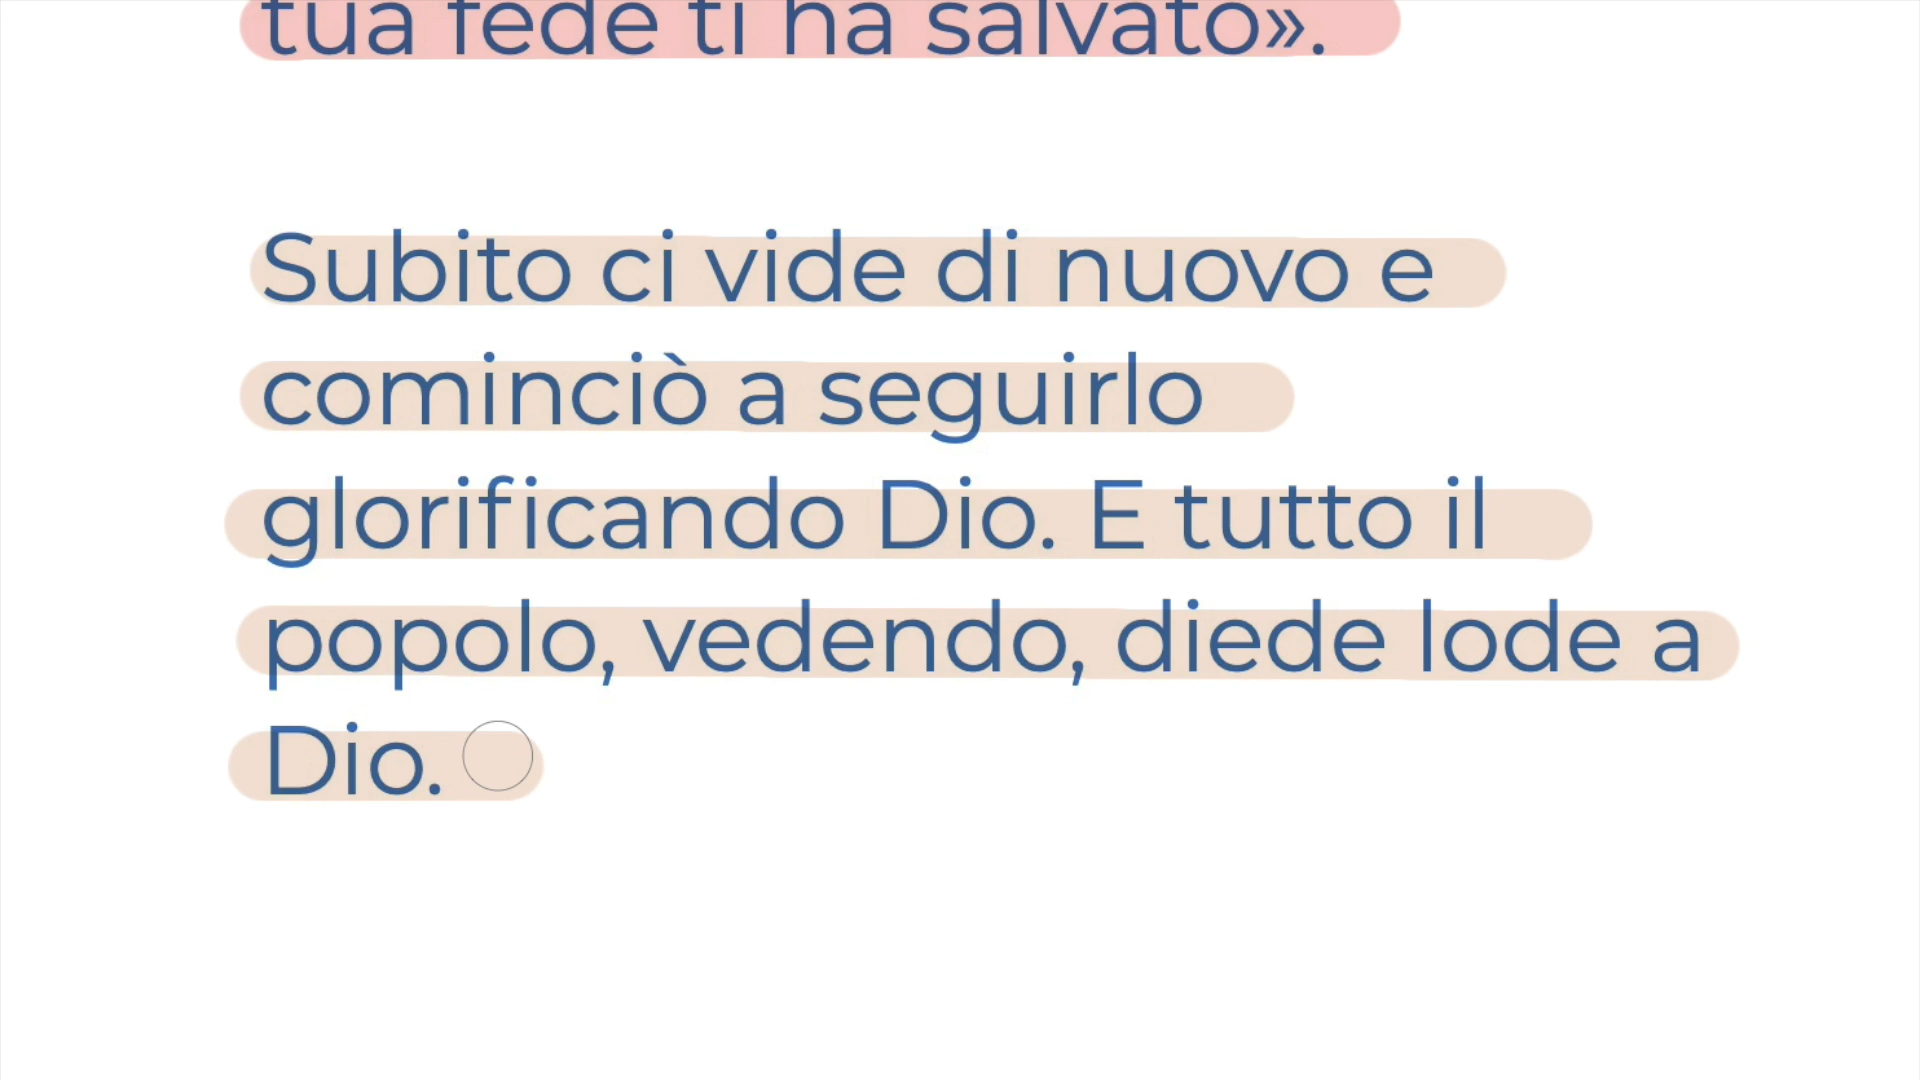 tua fede ti ha salvato».
Subito ci vide di nuovo e
cominciò a seguirlo
glorificando Dio. E tutto il
popolo, vedendo, diede lode a
Dio.